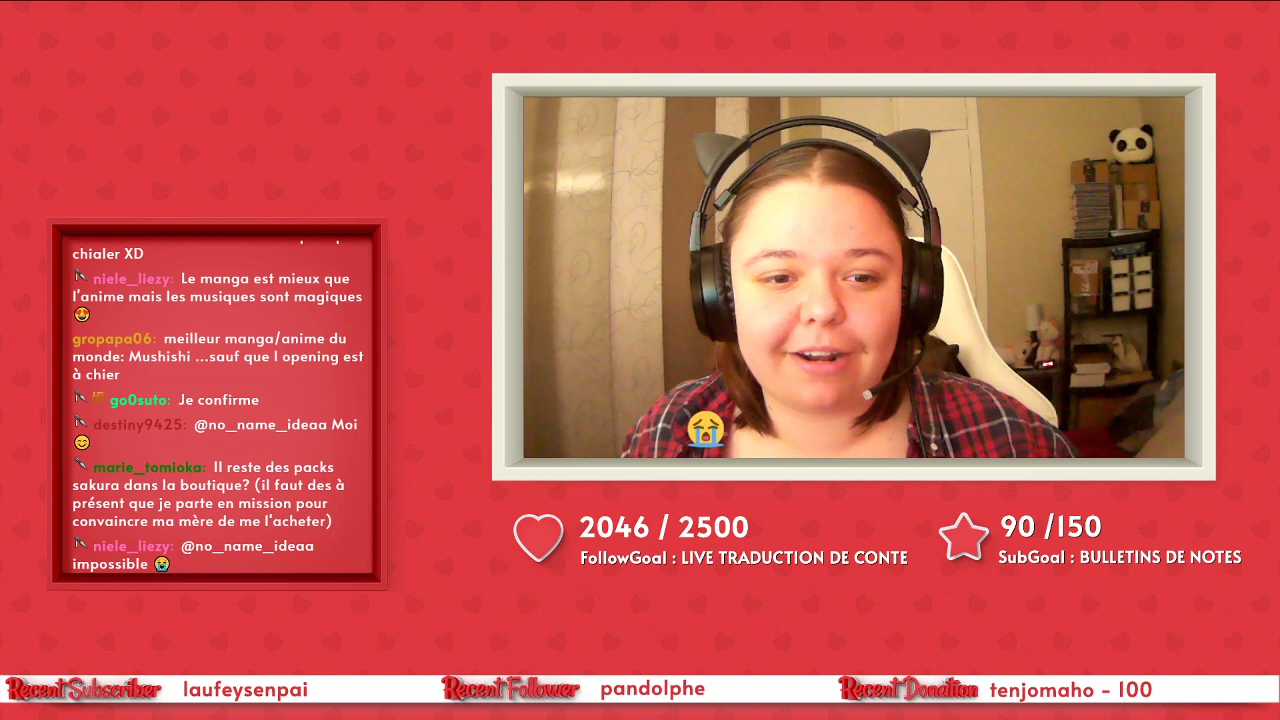 chialer XD
niele_liezy: Le manga est mieux que
l'anime mais les musiques sont magiques
gropapa06: meilleur manga/anime du
monde: Mushishi ...sauf que l opening est
à chier
go0suto: Je confirme
destiny9425: @no_name_ideaa Moi
marie_tomioka: Il reste des packs
sakura dans la boutique? (il faut des à
présent que je parte en mission pour
convaincre ma mère de me l'acheter)
niele_liezy: @no_name_ideaa
impossible
2046 / 2500
FollowGoal : LIVE TRADUCTION DE CONTE
90 /150
SubGoal : BULLETINS DE NOTES
Recent Subscriber laufeysenpai
Recent Follower pandolphe
Recent Donation tenjomaho - 100